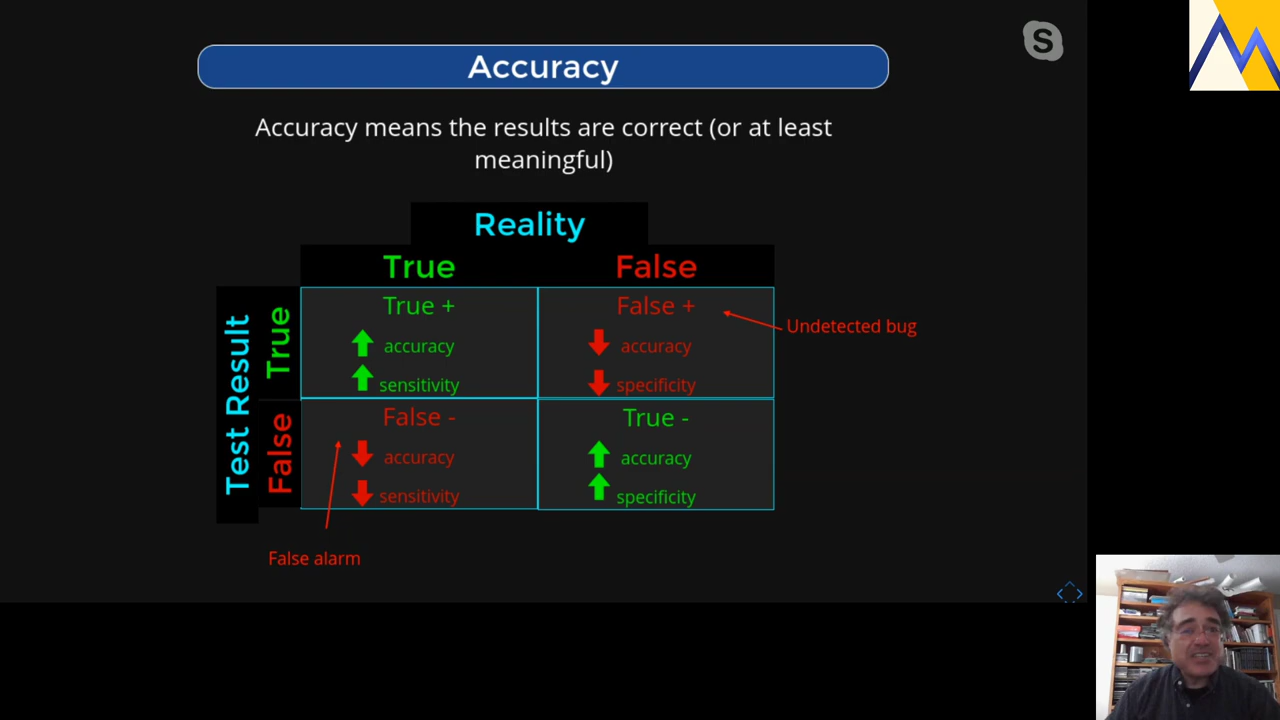 S
Accuracy
Accuracy means the results are correct (or at least
meaningful)
Reality
True
False
Test Result
True
True +
accuracy
sensitivity
False +
accuracy
specificity
Undetected bug
False
False -
accuracy
sensitivity
True -
accuracy
specificity
False alarm